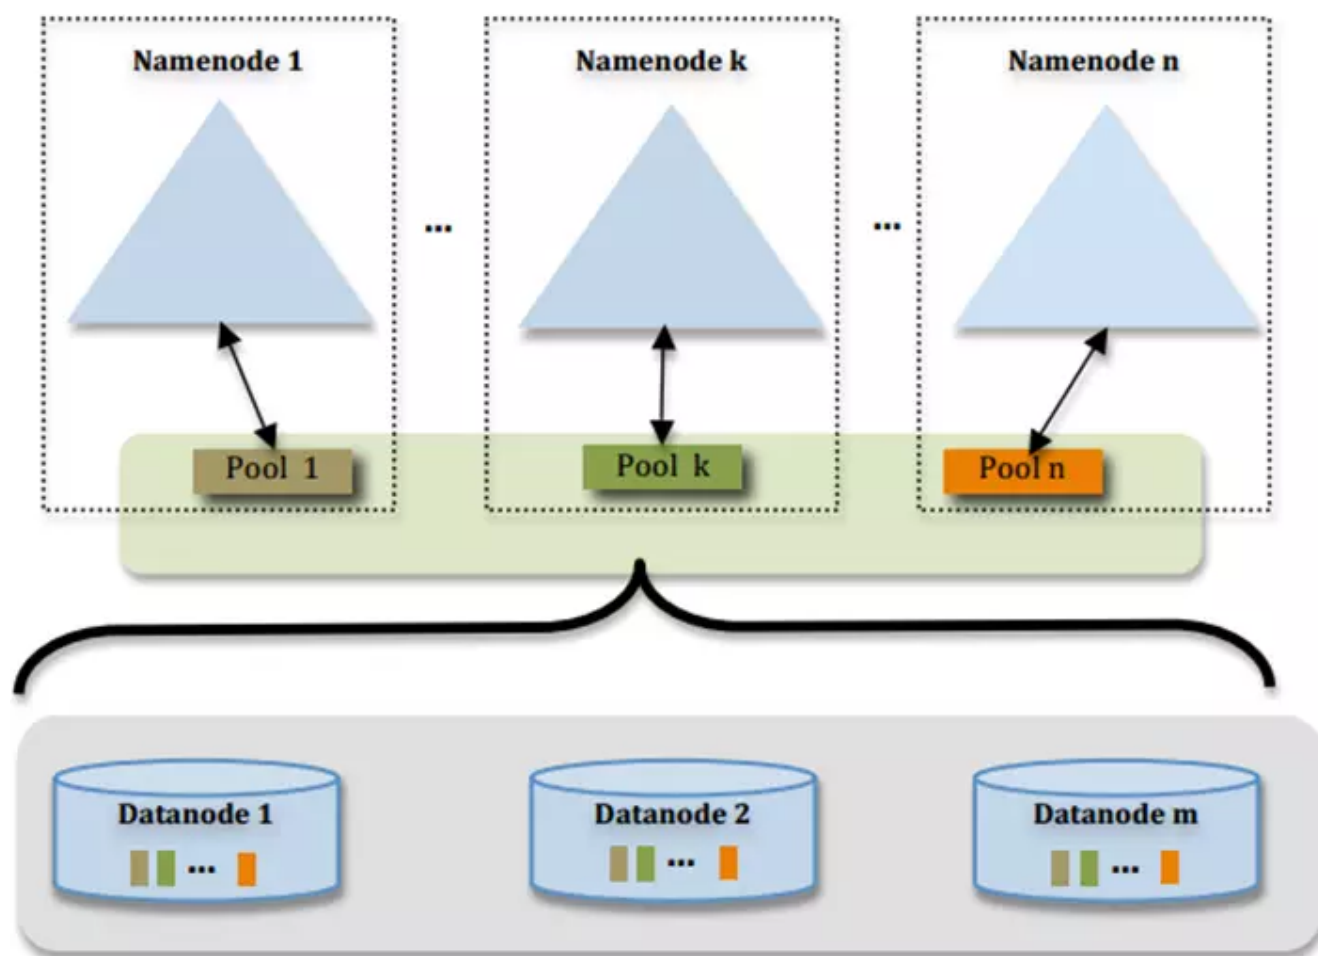 Namenode 1
Namenode k
Namenode n
...
...
Pool 1
Pool k
Pool n
Datanode 1
Datanode 2
Datanode m
...
...
...